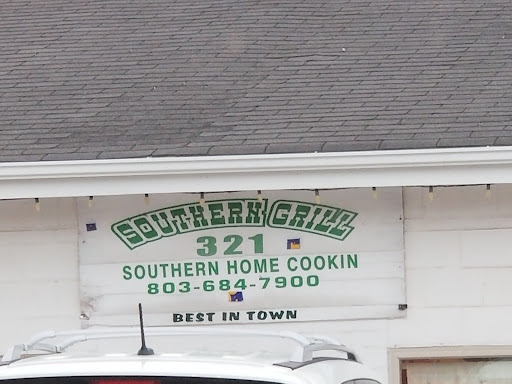 SOUTHERN GRILL
321
SOUTHERN HOME COOKIN
803-684-7900
BEST IN TOWN